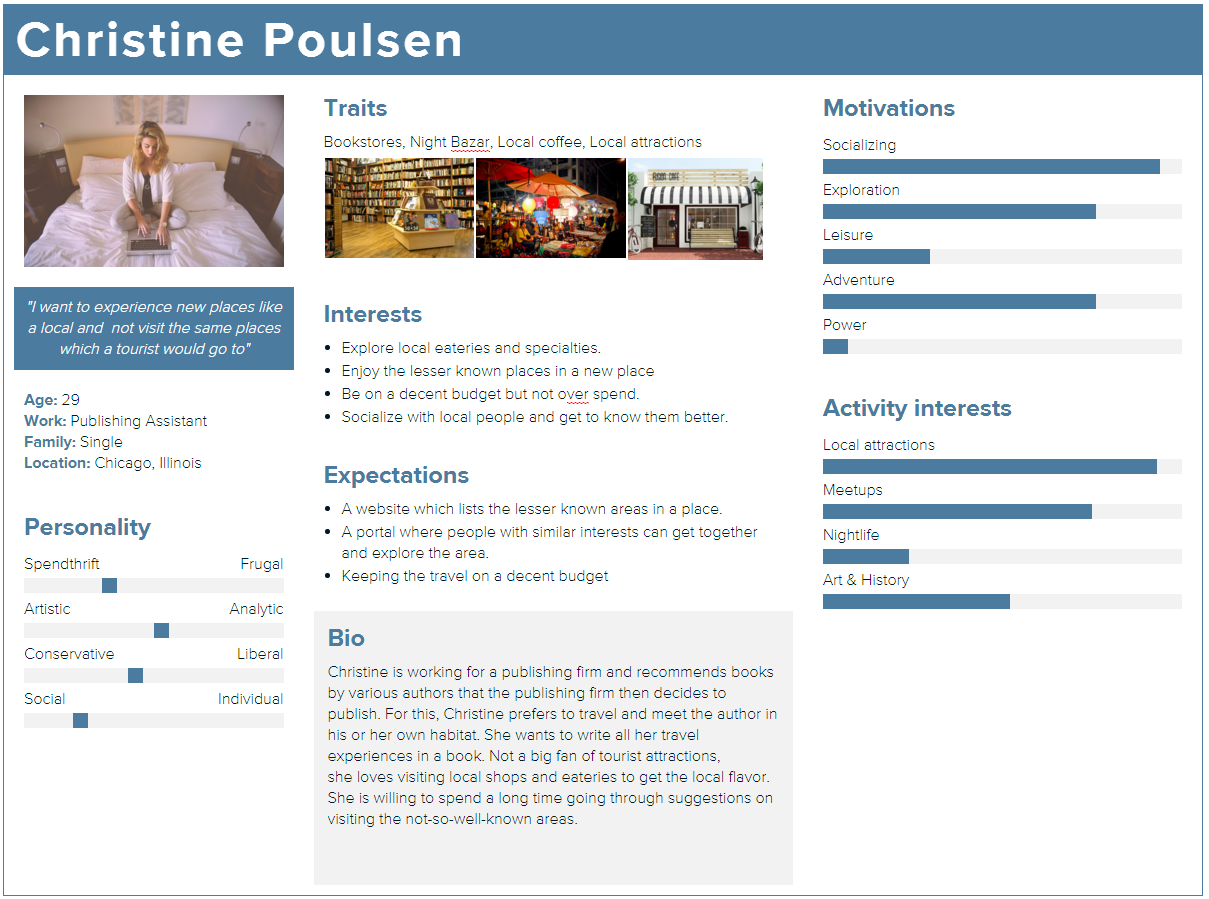 Christine Poulsen
"I want to experience new places like
a local and  not visit the same places
which a tourist would go to"
Age: 29
Work: Publishing Assistant
Family: Single
Location: Chicago, Illinois
Personality
Spendthrift Frugal
Artistic Analytic
Conservative Liberal
Social Individual
Traits
Bookstores, Night Bazar, Local coffee, Local attractions
Interests
Explore local eateries and specialties.
Enjoy the lesser known places in a new place
Be on a decent budget but not over spend.
Socialize with local people and get to know them better.
Expectations
A website which lists the lesser known areas in a place.
A portal where people with similar interests can get together
and explore the area.
Keeping the travel on a decent budget
Bio
Christine is working for a publishing firm and recommends books
by various authors that the publishing firm then decides to
publish. For this, Christine prefers to travel and meet the author in
his or her own habitat. She wants to write all her travel
experiences in a book. Not a big fan of tourist attractions,
she loves visiting local shops and eateries to get the local flavor.
She is willing to spend a long time going through suggestions on
visiting the not-so-well-known areas.
Motivations
Socializing
Exploration
Leisure
Adventure
Power
Activity interests
Local attractions
Meetups
Nightlife
Art & History